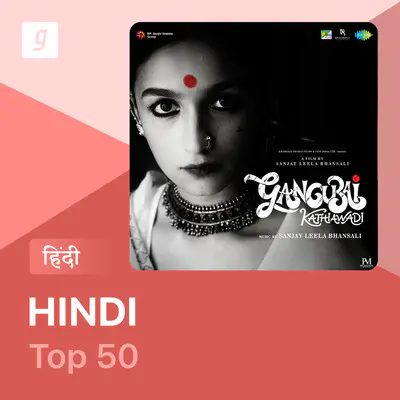 g
A FILM BY
SANJAY LEELA BHANSALI
GANGUBAI
KATHIAWADI
MUSIC BY SANJAY LEELA BHANSALI
हिंदी
HINDI
Top 50